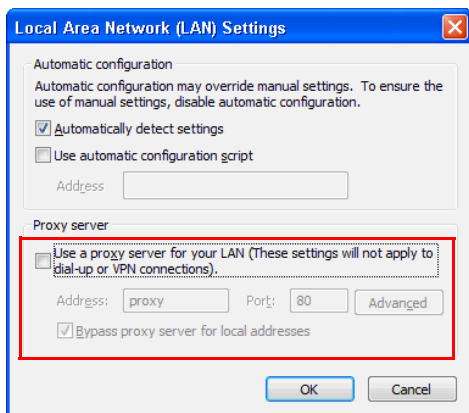 Local Area Network (LAN) Settings
Automatic configuration
Automatic configuration may override manual settings. To ensure the
use of manual settings, disable automatic configuration.
Automatically detect settings
Use automatic configuration script
Address
Proxy server
Use a proxy server for your LAN (These settings will not apply to
dial-up or VPN connections).
Address: proxy Port: 80 Advanced
Bypass proxy server for local addresses
OK Cancel